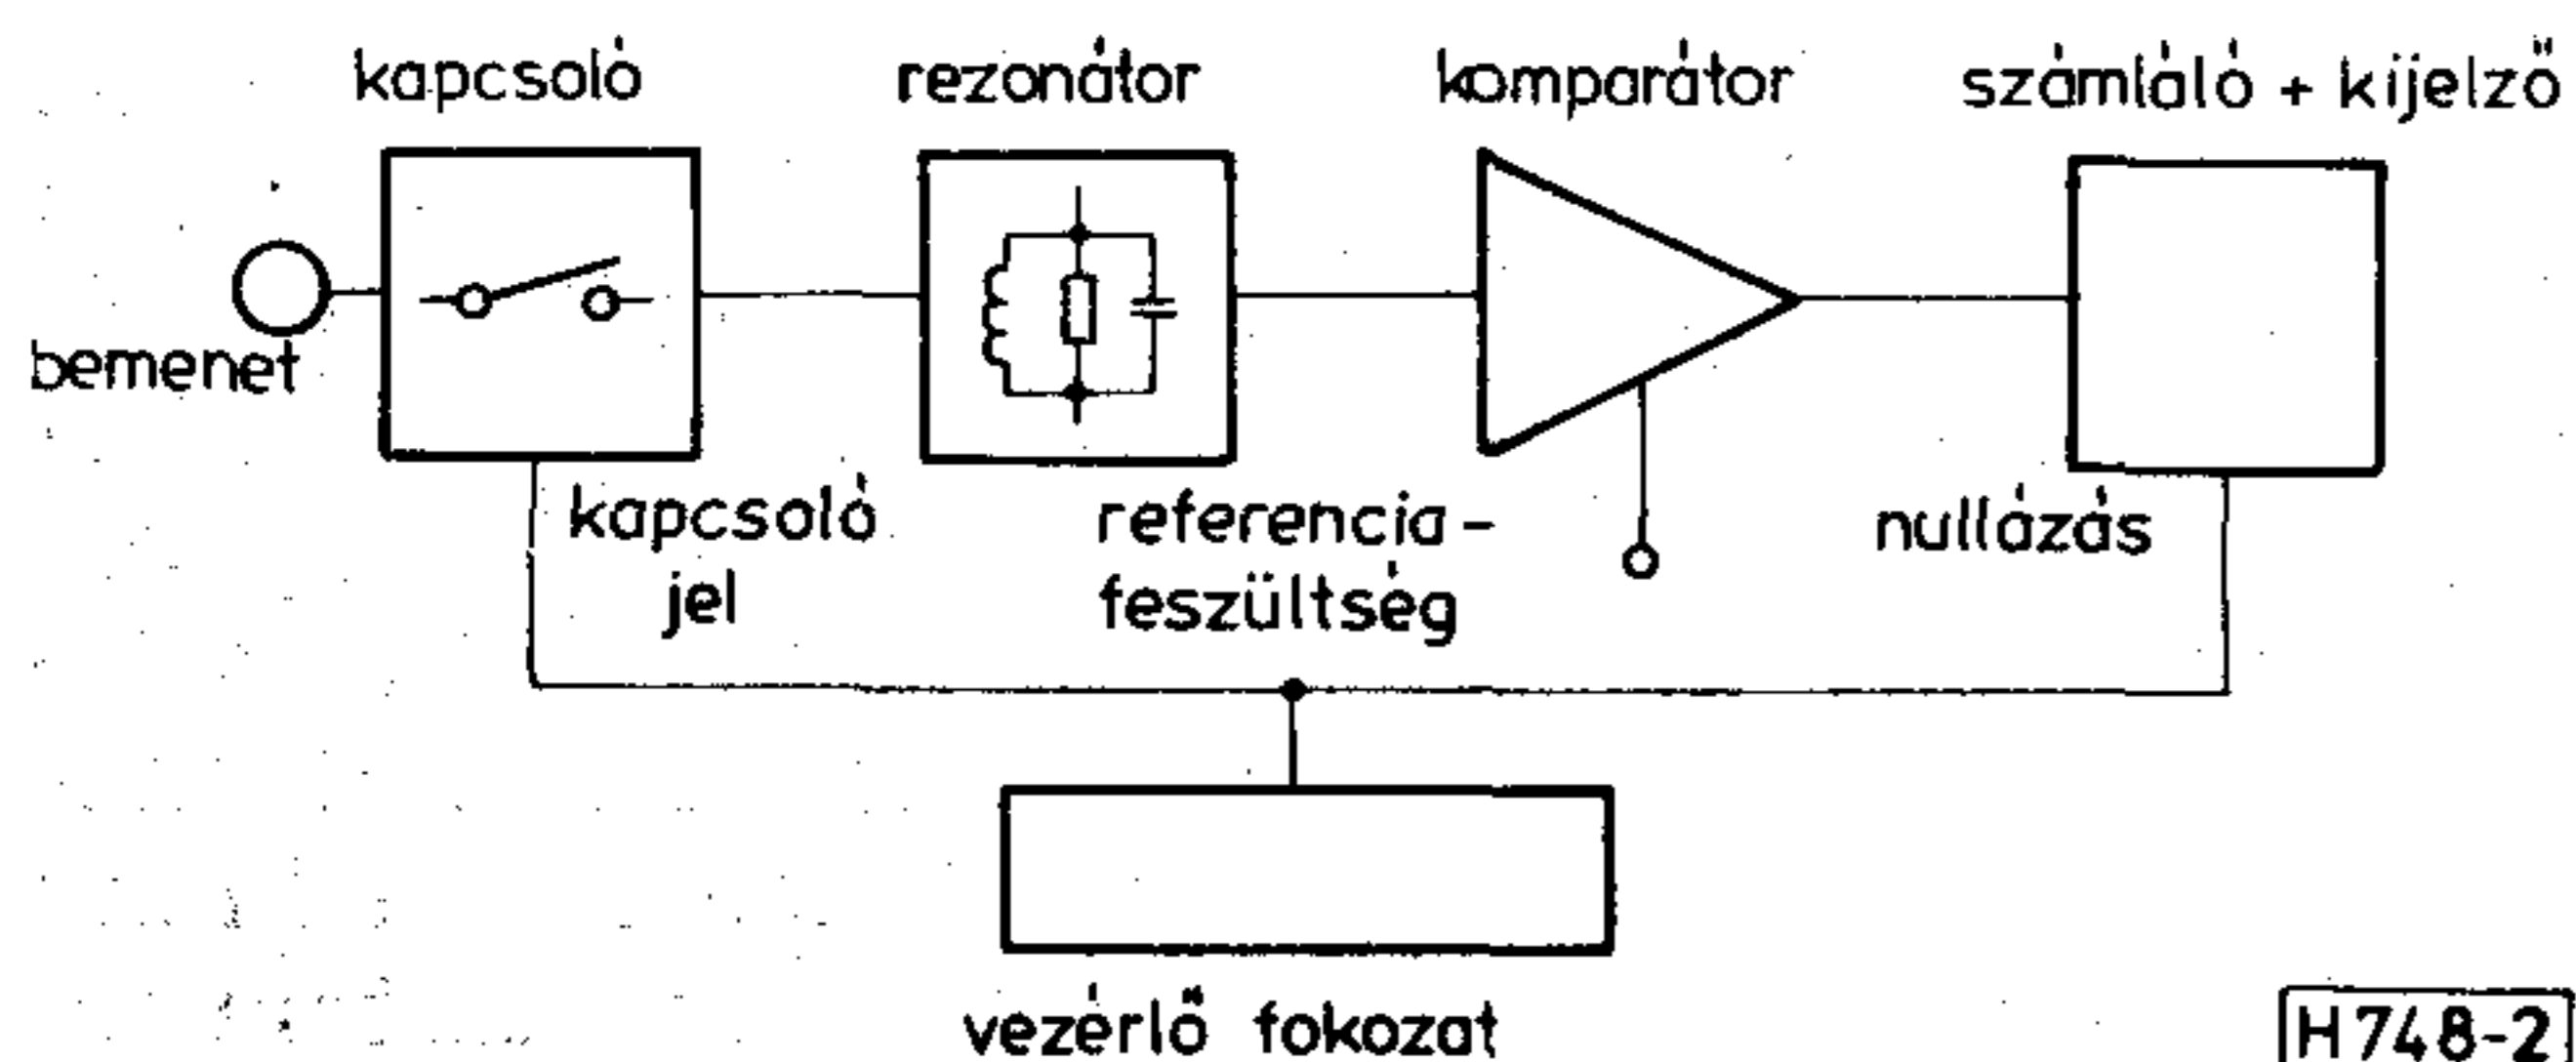 kapcsoló
rezonátor
komparátor
számláló + kijelző
bemenet
kapcsoló
jel
referencia-
feszültség
nullázás
vezérlő fokozat
H748-2